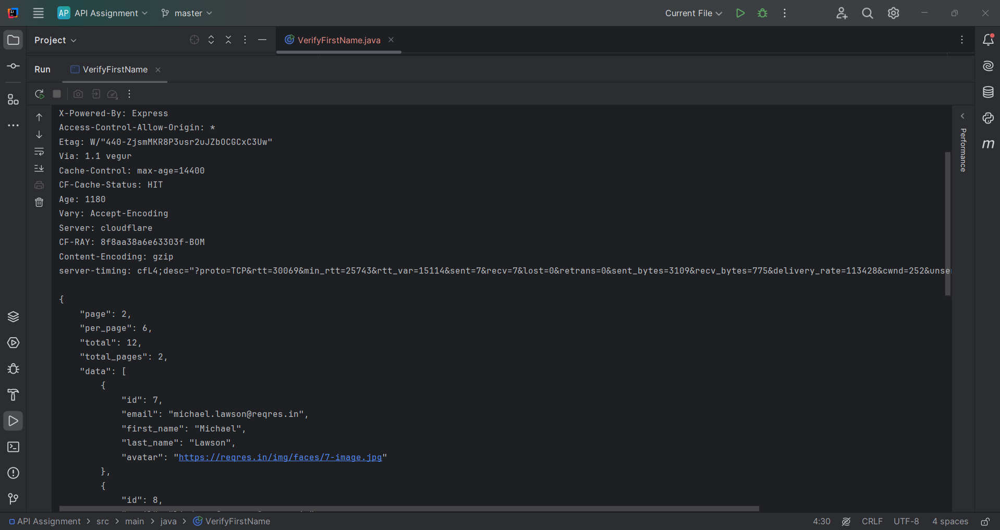 AP API Assignment master Current File
Project VerifyFirstName.java
Run VerifyFirstName
X-Powered-By: Express
Access-Control-Allow-Origin: *
Etag: W/"440-ZjsmMKR8P3usr2uJZbOCGCxC3Uw"
Via: 1.1 vegur
Cache-Control: max-age=14400
CF-Cache-Status: HIT
Age: 1180
Vary: Accept-Encoding
Server: cloudflare
CF-RAY: 8f8aa38a6e63303f-BOM
Content-Encoding: gzip
server-timing: cfL4;desc="?proto=TCP&rtt=30069&min_rtt=25743&rtt_var=15114&sent=7&recv=7&lost=0&retrans=0&sent_bytes=3109&recv_bytes=775&delivery_rate=113428&cwnd=252&unse
{
"page": 2,
"per_page": 6,
"total": 12,
"total_pages": 2,
"data": [
{
"id": 7,
"email": "michael.lawson@reqres.in",
"first_name": "Michael",
"last_name": "Lawson",
"avatar": "https://reqres.in/img/faces/7-image.jpg"
},
{
"id": 8,
Performance
m
API Assignment > src > main > java > VerifyFirstName
4:30 CRLF UTF-8 4 spaces